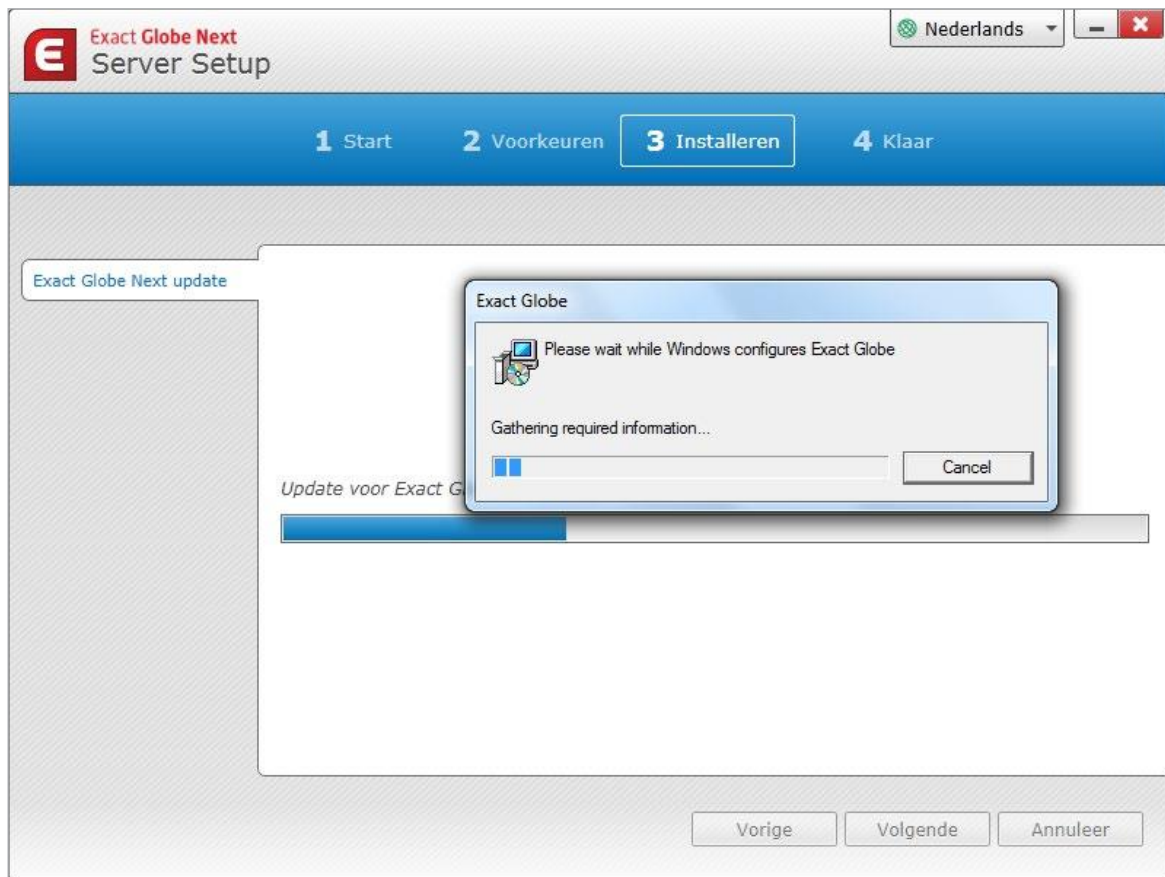 Exact Globe Next
Server Setup
Nederlands
1 Start
2 Voorkeuren
3 Installeren
4 Klaar
Exact Globe Next update
Exact Globe
Please wait while Windows configures Exact Globe
Gathering required information...
Cancel
Update voor Exact
Vorige
Volgende
Annuleer